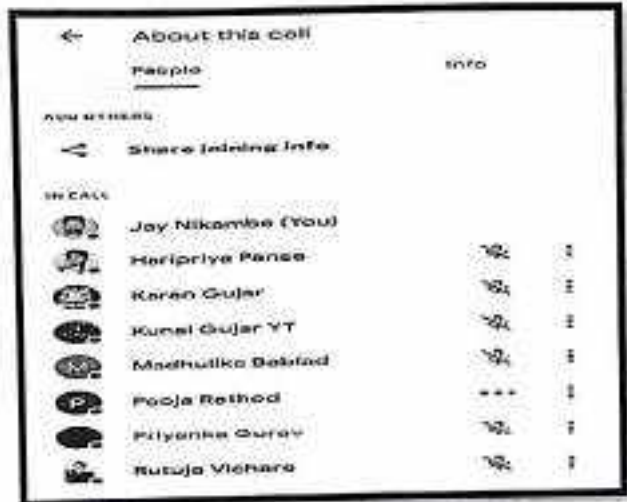 About this call
People Info
ADD OTHERS
Share joining info
IN CALL
Jay Nikambe (You)
Haripriya Panse
Karan Gujar
Kunal Gujar YT
Madhulika
P Pooja Rathod
Priyanka Gurav
Rutuja Vichare